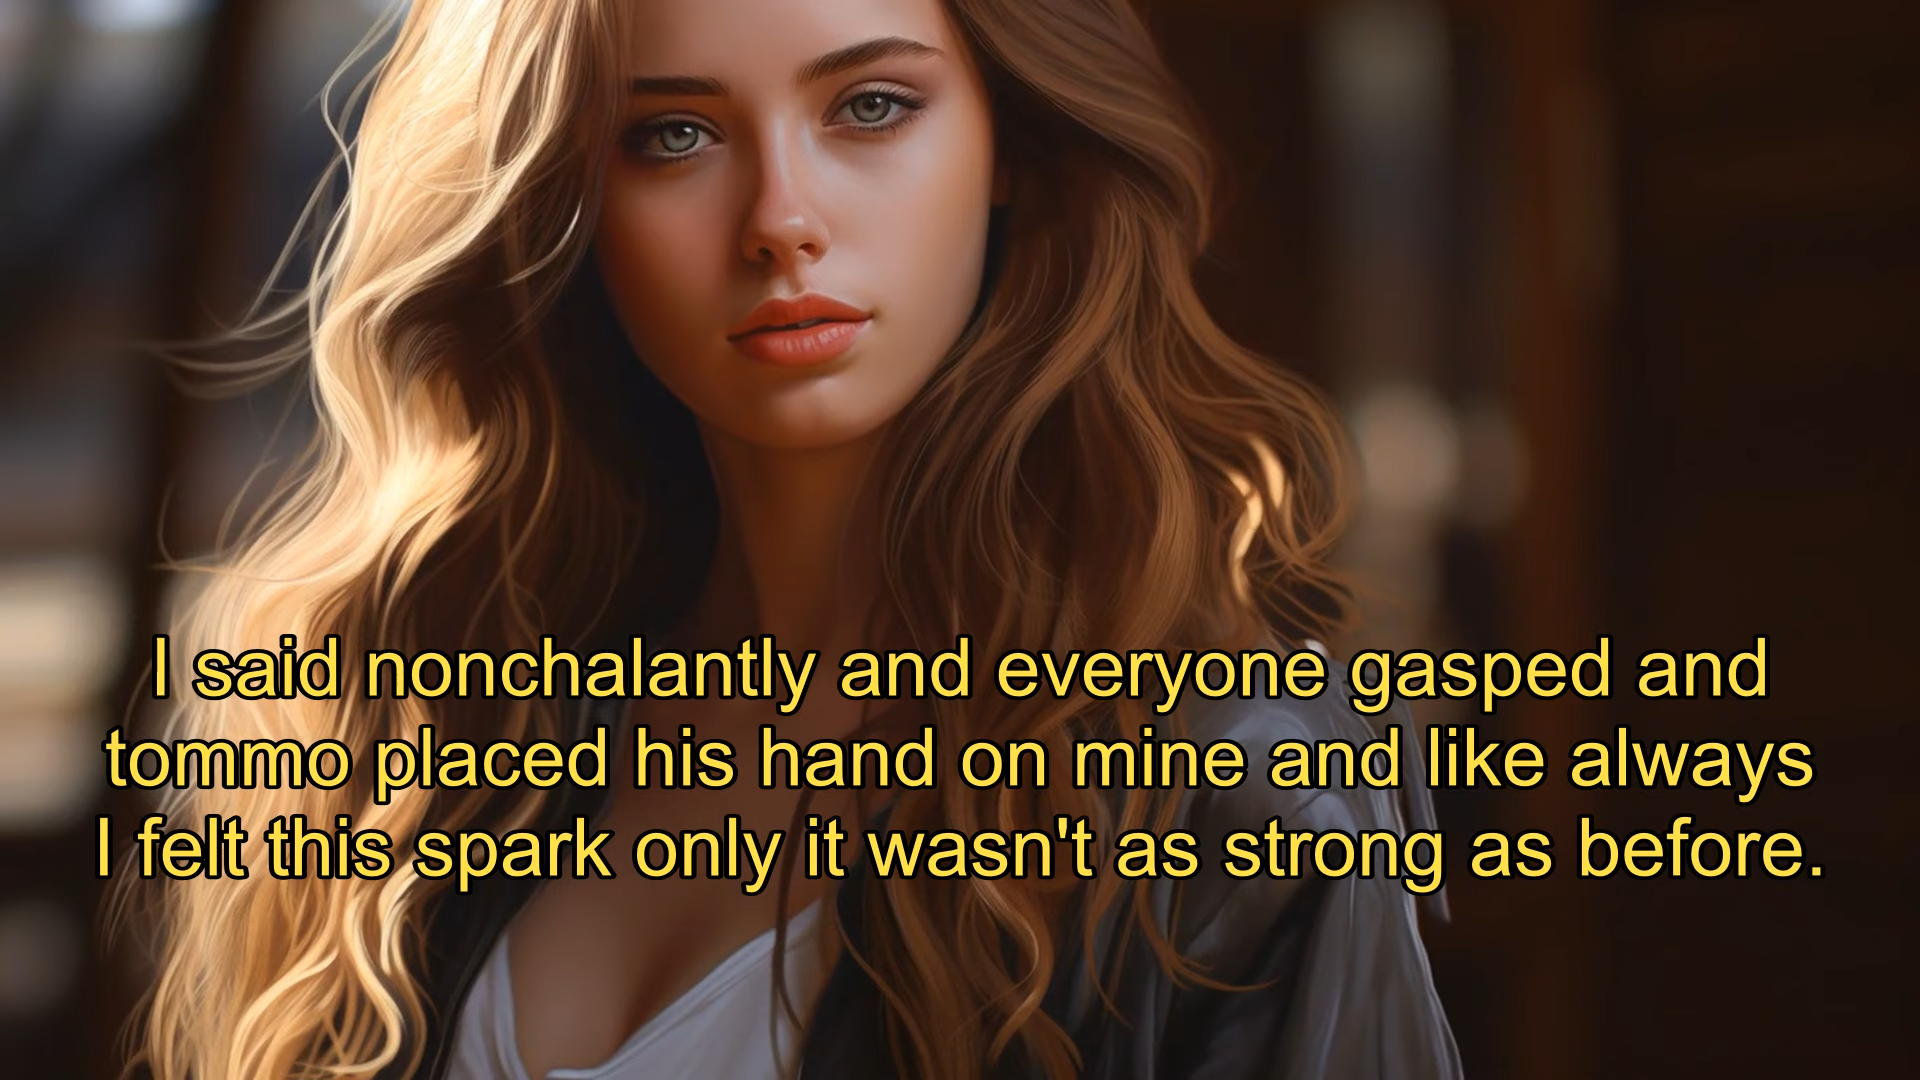 I said nonchalantly and everyone gasped and
tommo placed his hand on mine and like always
I felt this spark only it wasn't as strong as before.